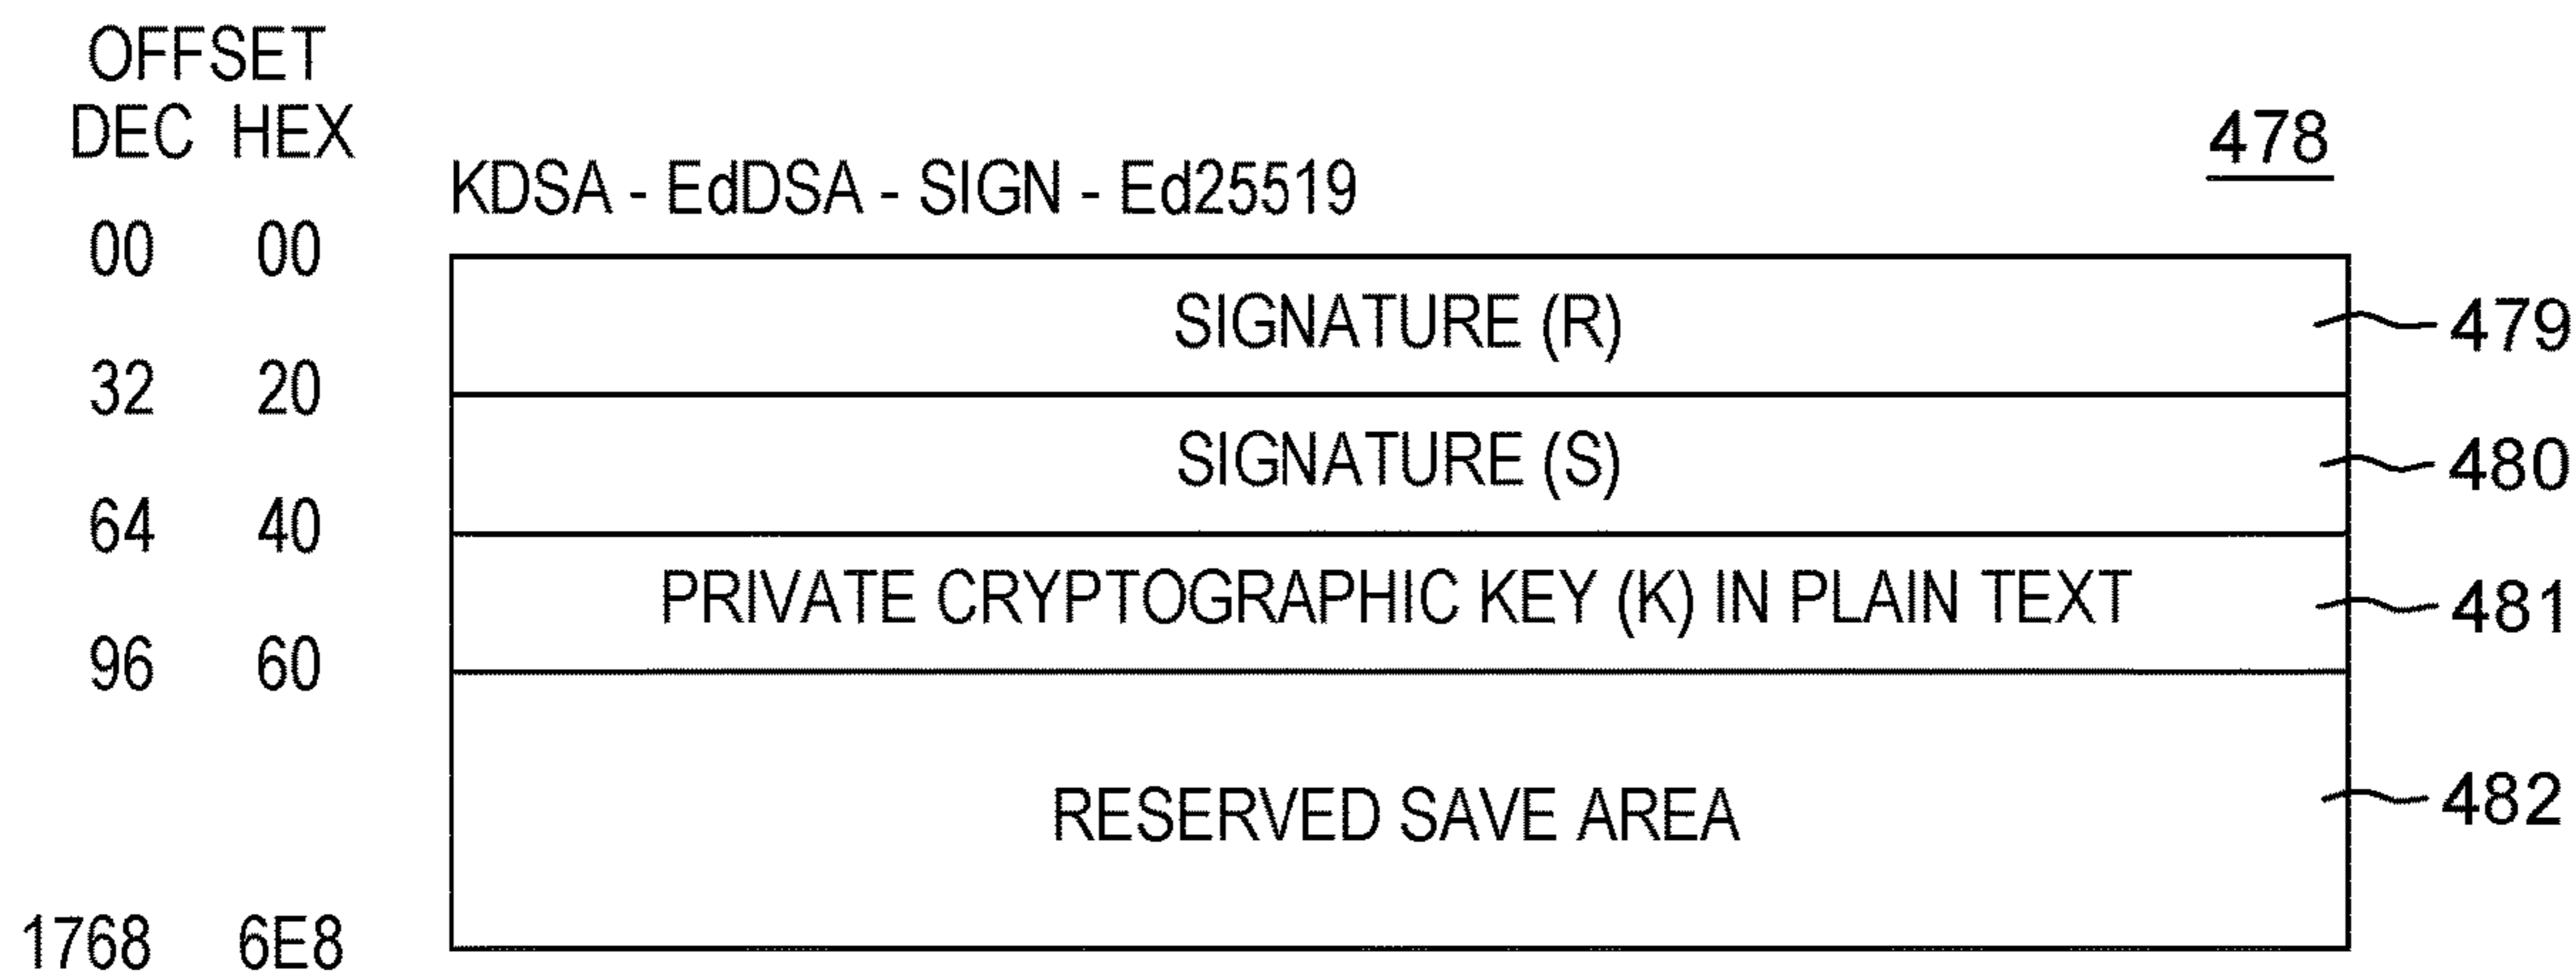 OFFSET
DEC HEX
478
KDSA - EdDSA - SIGN - Ed25519
00 00
SIGNATURE (R) 479
32 20
SIGNATURE (S) 480
64 40
PRIVATE CRYPTOGRAPHIC KEY (K) IN PLAIN TEXT 481
96 60
RESERVED SAVE AREA 482
1768 6E8